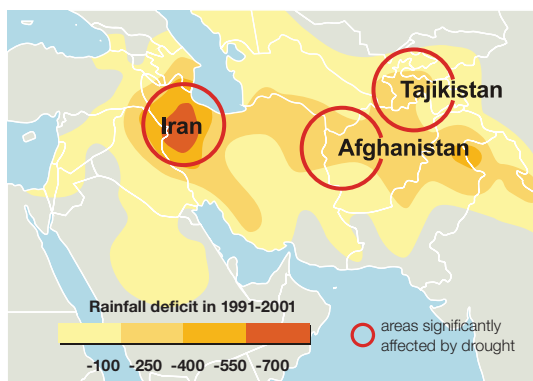 Tajikistan
Iran
Afghanistan
Rainfall deficit in 1991-2001
-100 -250 -400 -550 -700
areas significantly
affected by drought